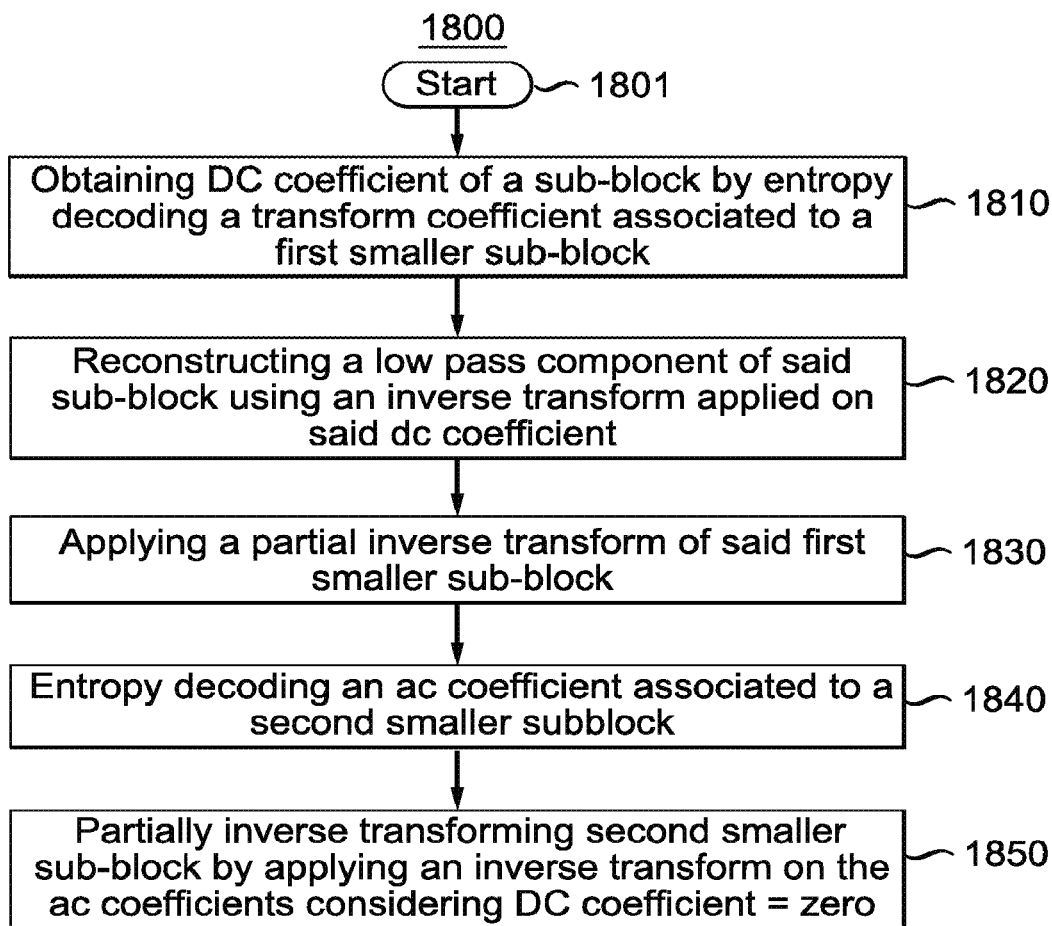 1800
Start
1801
Obtaining DC coefficient of a sub-block by entropy
decoding a transform coefficient associated to a
first smaller sub-block
1810
Reconstructing a low pass component of said
sub-block using an inverse transform applied on
said dc coefficient
1820
Applying a partial inverse transform of said first
smaller sub-block
1830
Entropy decoding an ac coefficient associated to a
second smaller subblock
1840
Partially inverse transforming second smaller
sub-block by applying an inverse transform on the
ac coefficients considering DC coefficient = zero
1850